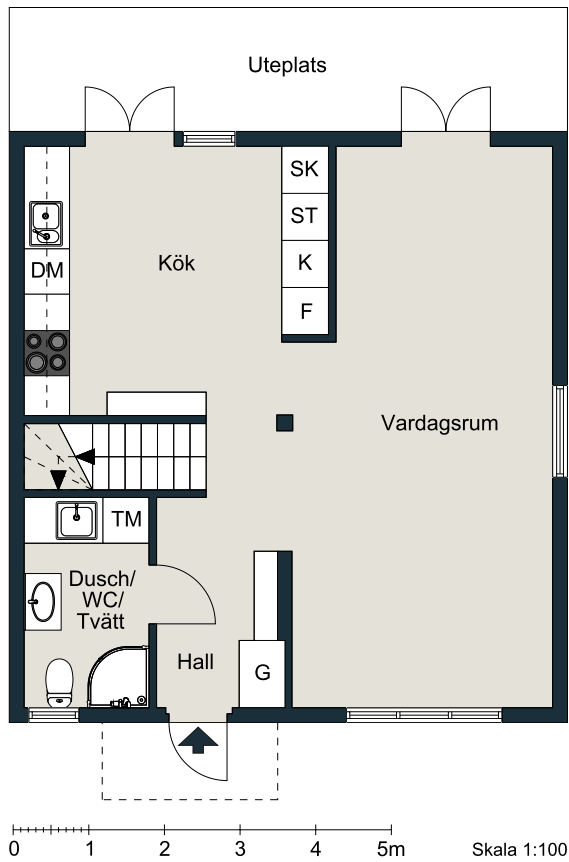 Uteplats
SK
ST
K
F
DM
Kök
Vardagsrum
TM
Dusch/
WC/
Tvätt
Hall
G
0 1 2 3 4 5m
Skala 1:100